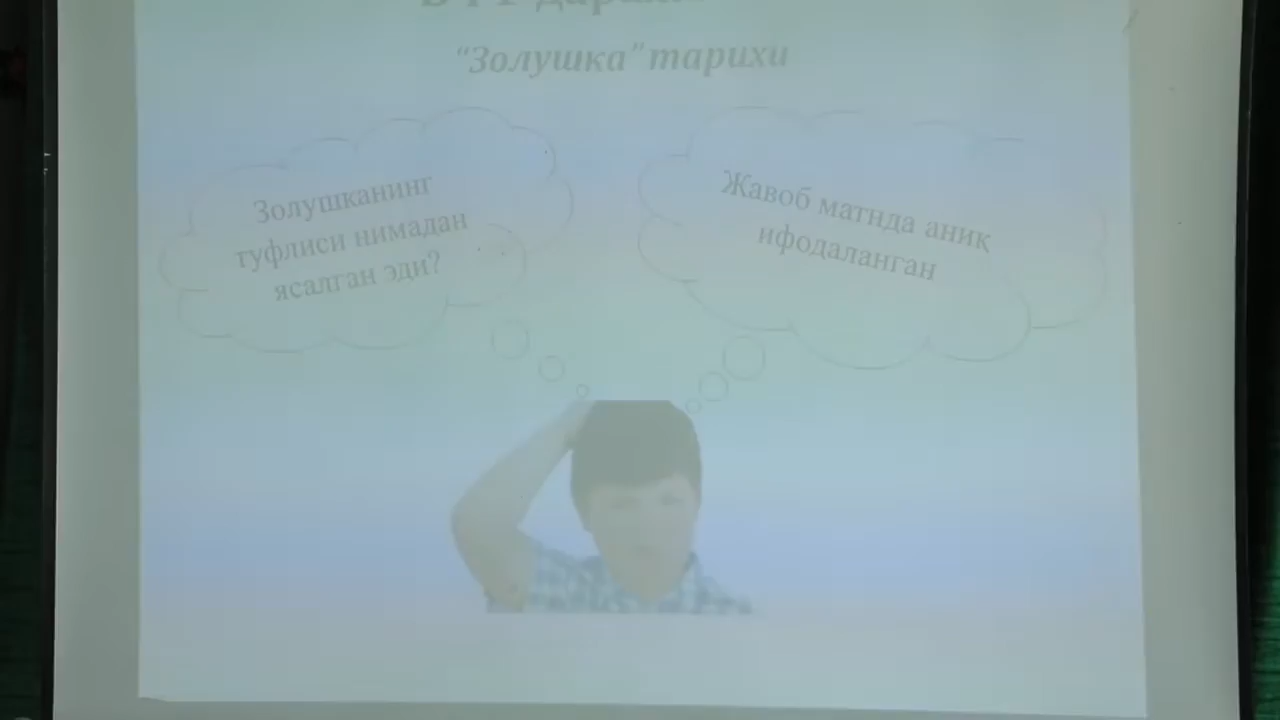 “Золушка” тарихи
Золушканинг
туфлиси нимадан
ясалган эди?
Жавоб матнда аниқ
ифодаланган